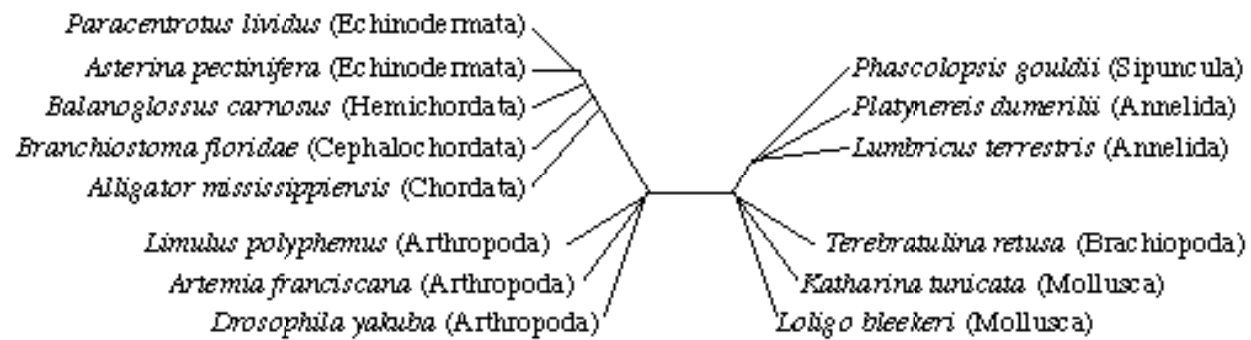 Paracentrotus lividus (Echinodermata)
Asterina pectinifera (Echinodermata)
Balanoglossus carnosus (Hemichordata)
Branchiostoma floridae (Cephalochordata)
Alligator mississippiensis (Chordata)
Limulus polyphemus (Arthropoda)
Artemia franciscana (Arthropoda)
Drosophila yakuba (Arthropoda)
Phascolopsis gouldii (Sipuncula)
Platynereis dumerilii (Annelida)
Lumbricus terrestris (Annelida)
Terebratulina retusa (Brachiopoda)
Katharina tunicata (Mollusca)
Loligo bleekeri (Mollusca)